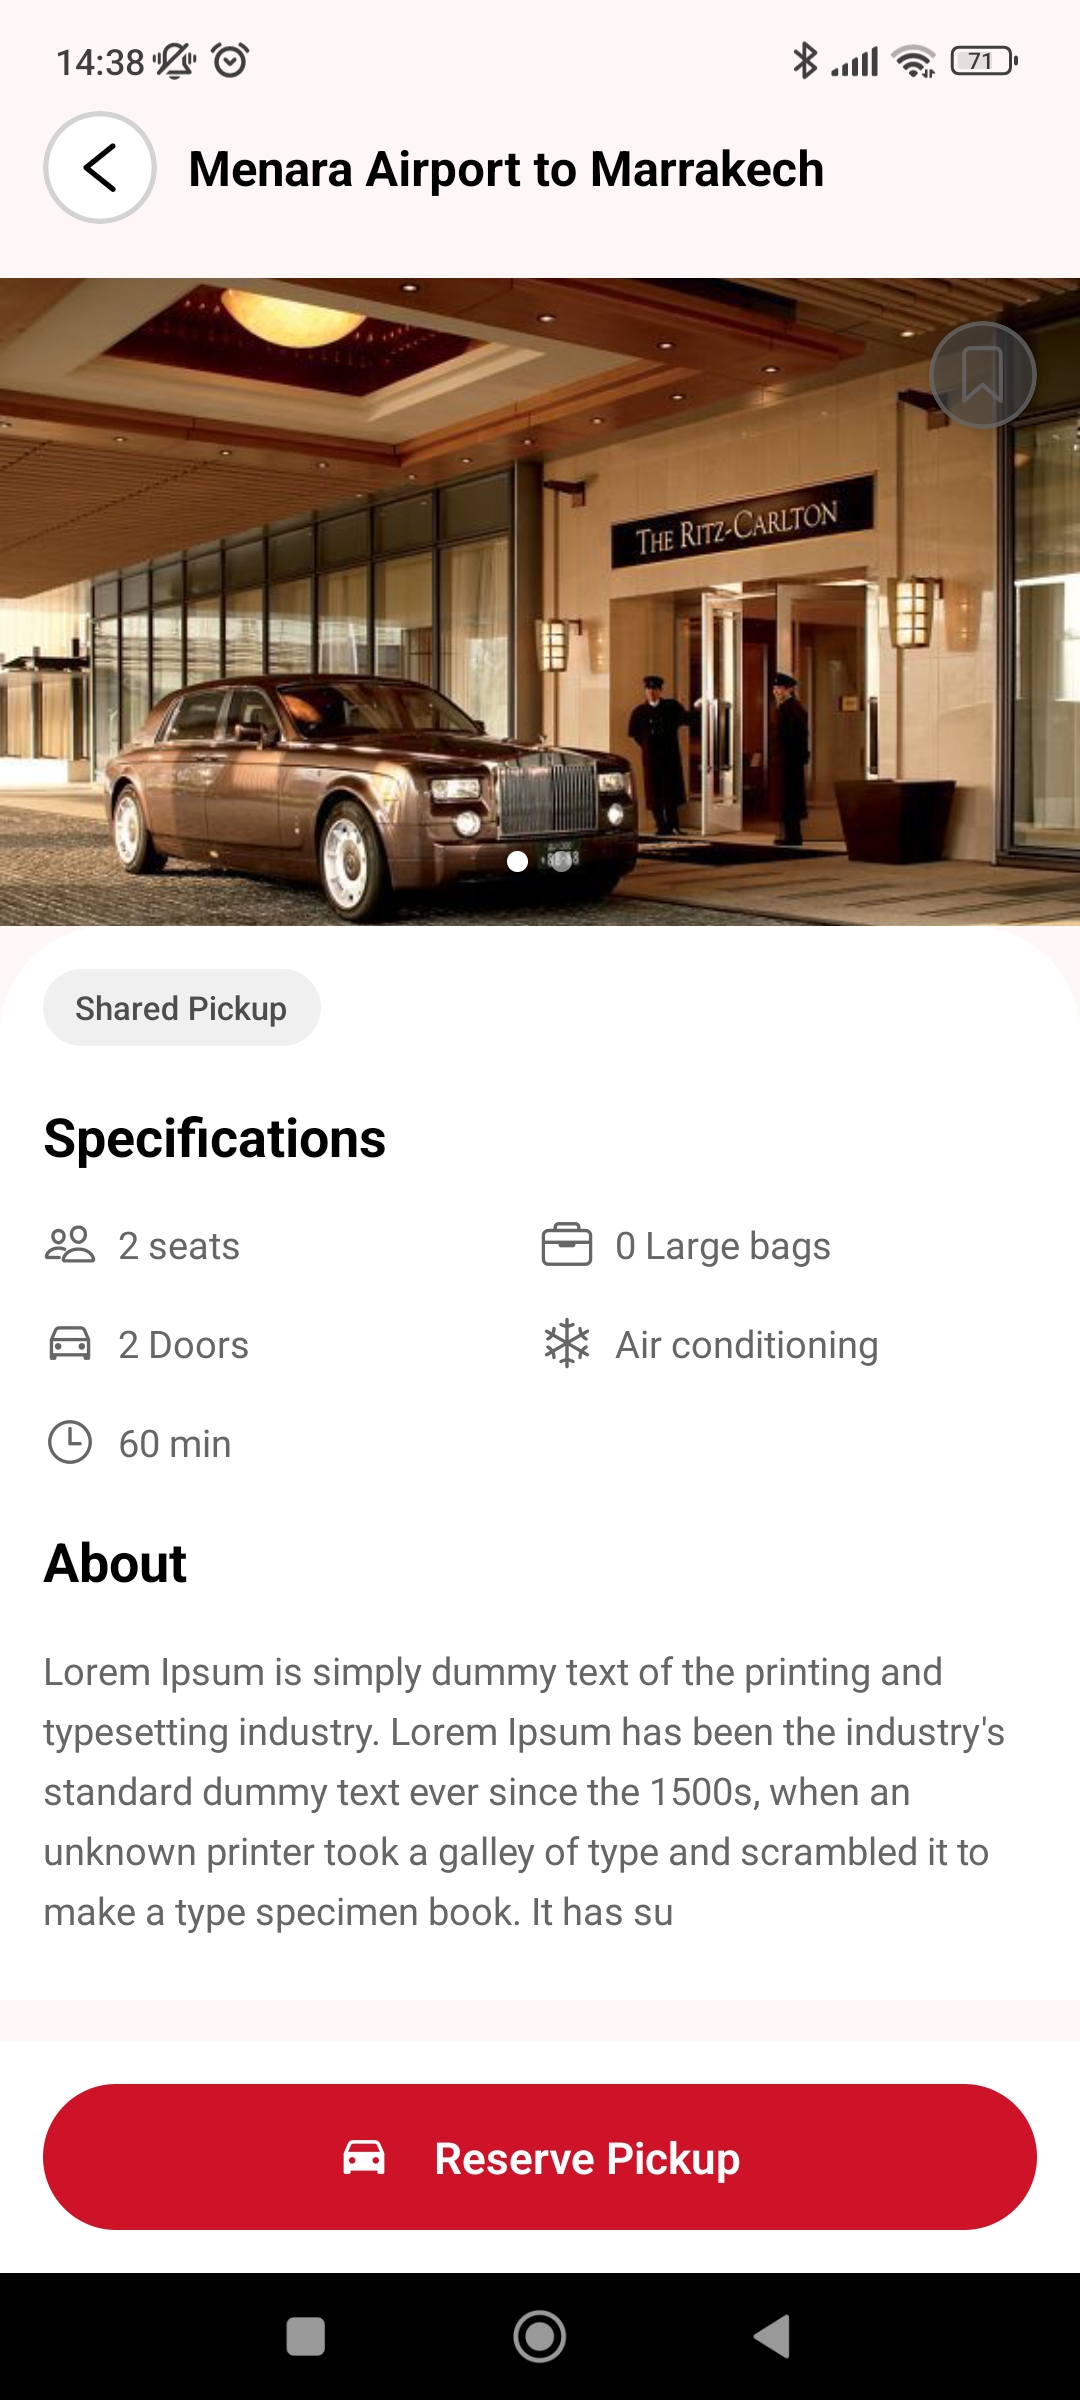 14:38
71
Menara Airport to Marrakech
THE RITZ-CARLTON
Shared Pickup
Specifications
2 seats
0 Large bags
2 Doors
Air conditioning
60 min
About
Lorem Ipsum is simply dummy text of the printing and
typesetting industry. Lorem Ipsum has been the industry's
standard dummy text ever since the 1500s, when an
unknown printer took a galley of type and scrambled it to
make a type specimen book. It has su
Reserve Pickup